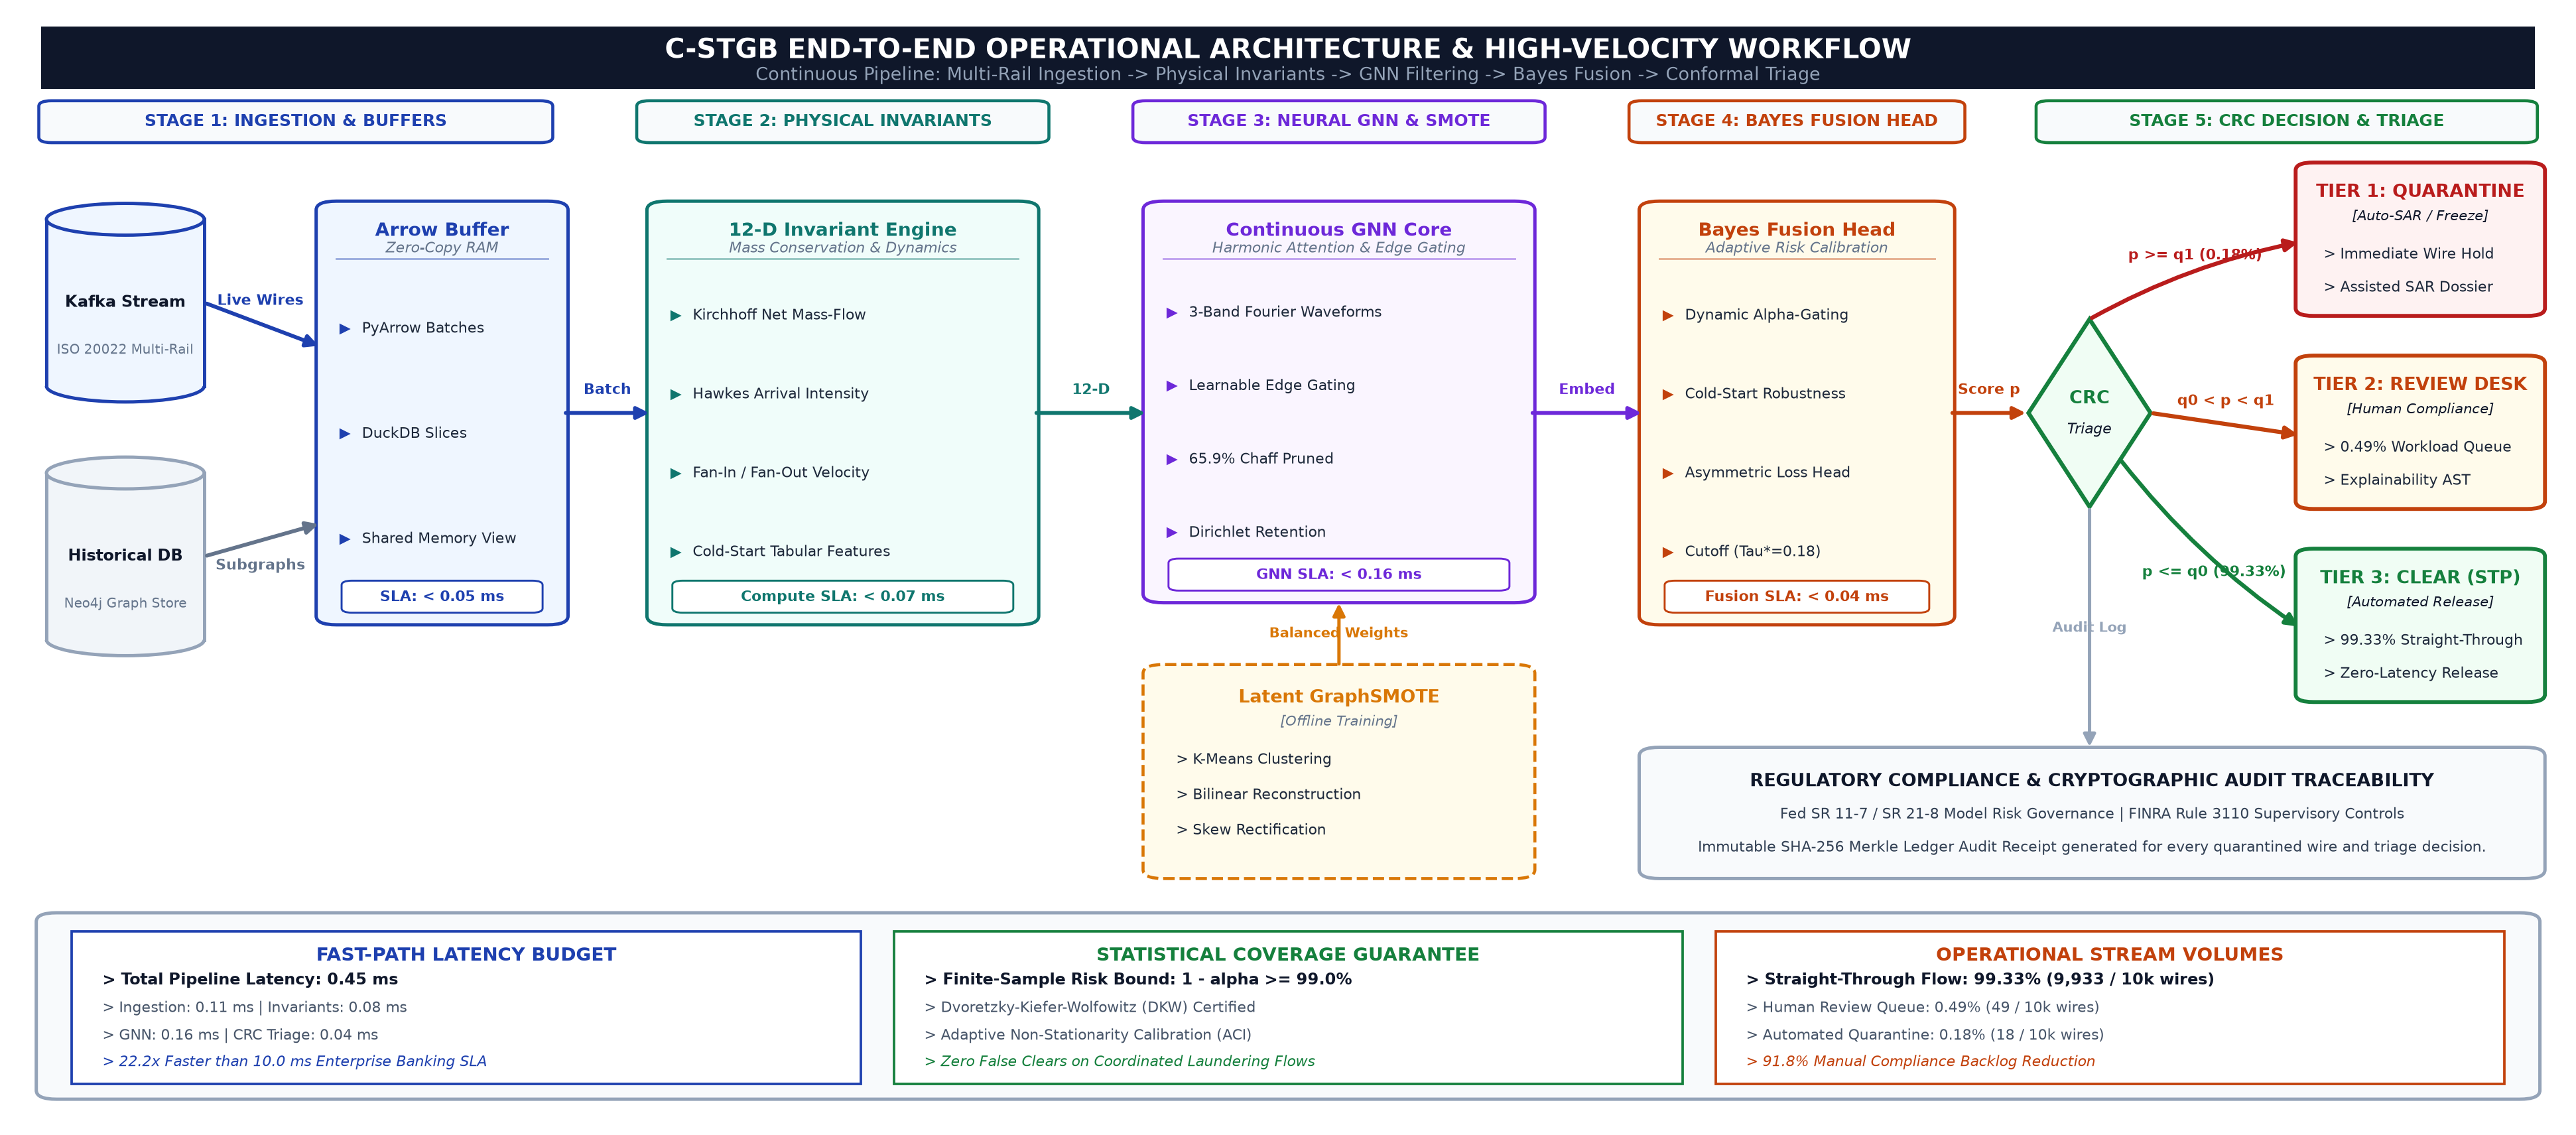 C-STGB END-TO-END OPERATIONAL ARCHITECTURE & HIGH-VELOCITY WORKFLOW
Continuous Pipeline: Multi-Rail Ingestion -> Physical Invariants -> GNN Filtering -> Bayes Fusion -> Conformal Triage
STAGE 1: INGESTION & BUFFERS
STAGE 2: PHYSICAL INVARIANTS
STAGE 3: NEURAL GNN & SMOTE
STAGE 4: BAYES FUSION HEAD
STAGE 5: CRC DECISION & TRIAGE
Kafka Stream
ISO 20022 Multi-Rail
Historical DB
Neo4j Graph Store
Live Wires
Subgraphs
Arrow Buffer
Zero-Copy RAM
▶ PyArrow Batches
▶ DuckDB Slices
▶ Shared Memory View
SLA: < 0.05 ms
Batch
12-D Invariant Engine
Mass Conservation & Dynamics
▶ Kirchhoff Net Mass-Flow
▶ Hawkes Arrival Intensity
▶ Fan-In / Fan-Out Velocity
▶ Cold-Start Tabular Features
Compute SLA: < 0.07 ms
12-D
Continuous GNN Core
Harmonic Attention & Edge Gating
▶ 3-Band Fourier Waveforms
▶ Learnable Edge Gating
▶ 65.9% Chaff Pruned
▶ Dirichlet Retention
GNN SLA: < 0.16 ms
Balanced Weights
Latent GraphSMOTE
[Offline Training]
> K-Means Clustering
> Bilinear Reconstruction
> Skew Rectification
Embed
Bayes Fusion Head
Adaptive Risk Calibration
▶ Dynamic Alpha-Gating
▶ Cold-Start Robustness
▶ Asymmetric Loss Head
▶ Cutoff (Tau*=0.18)
Fusion SLA: < 0.04 ms
Score p
CRC
Triage
p >= q1 (0.18%)
q0 < p < q1
p <= q0 (99.33%)
Audit Log
TIER 1: QUARANTINE
[Auto-SAR / Freeze]
> Immediate Wire Hold
> Assisted SAR Dossier
TIER 2: REVIEW DESK
[Human Compliance]
> 0.49% Workload Queue
> Explainability AST
TIER 3: CLEAR (STP)
[Automated Release]
> 99.33% Straight-Through
> Zero-Latency Release
REGULATORY COMPLIANCE & CRYPTOGRAPHIC AUDIT TRACEABILITY
Fed SR 11-7 / SR 21-8 Model Risk Governance | FINRA Rule 3110 Supervisory Controls
Immutable SHA-256 Merkle Ledger Audit Receipt generated for every quarantined wire and triage decision.
FAST-PATH LATENCY BUDGET
> Total Pipeline Latency: 0.45 ms
> Ingestion: 0.11 ms | Invariants: 0.08 ms
> GNN: 0.16 ms | CRC Triage: 0.04 ms
> 22.2x Faster than 10.0 ms Enterprise Banking SLA
STATISTICAL COVERAGE GUARANTEE
> Finite-Sample Risk Bound: 1 - alpha >= 99.0%
> Dvoretzky-Kiefer-Wolfowitz (DKW) Certified
> Adaptive Non-Stationarity Calibration (ACI)
> Zero False Clears on Coordinated Laundering Flows
OPERATIONAL STREAM VOLUMES
> Straight-Through Flow: 99.33% (9,933 / 10k wires)
> Human Review Queue: 0.49% (49 / 10k wires)
> Automated Quarantine: 0.18% (18 / 10k wires)
> 91.8% Manual Compliance Backlog Reduction